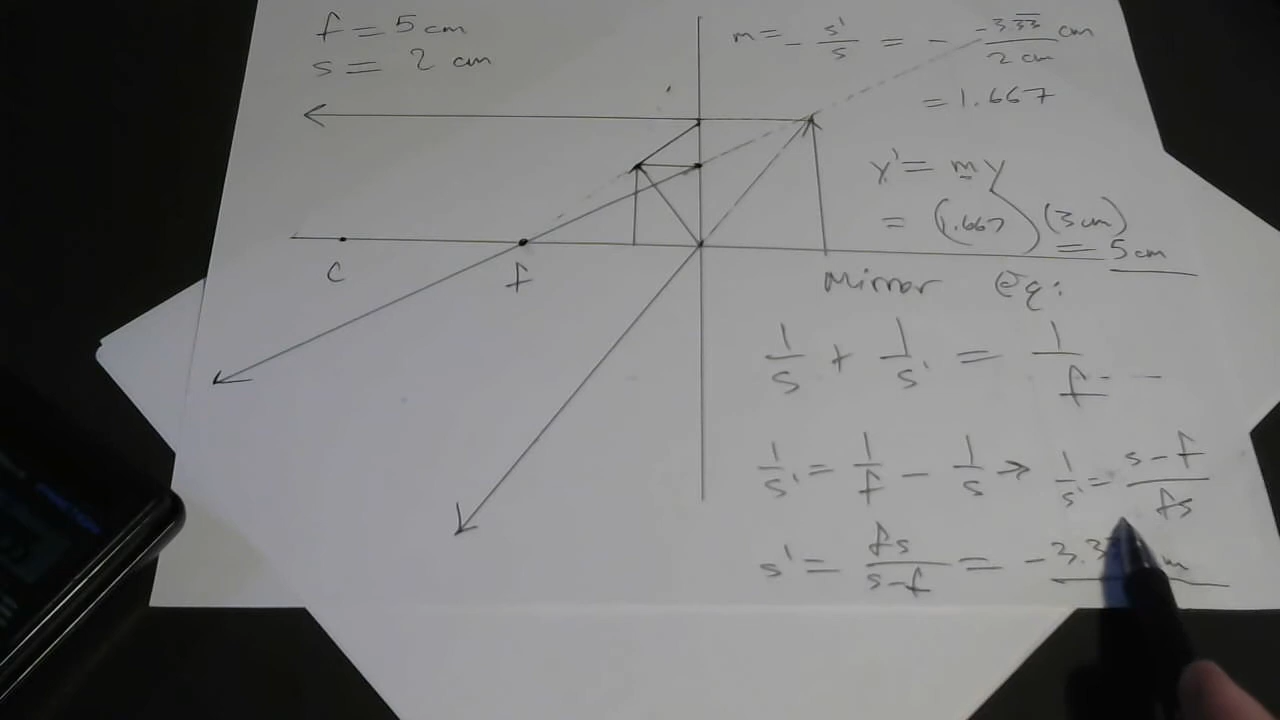 f = 5 cm
s = 2 cm
m = - s'/s = - -3.33/2 cm cm
= 1.667
y' = my
= (1.667)(3 cm)
= 5 cm
C
f
Mirror Eq:
1/s + 1/s' = 1/f
1/s' = 1/f - 1/s → 1/s' = s-f/fs
s' = fs/s-f = -3.3